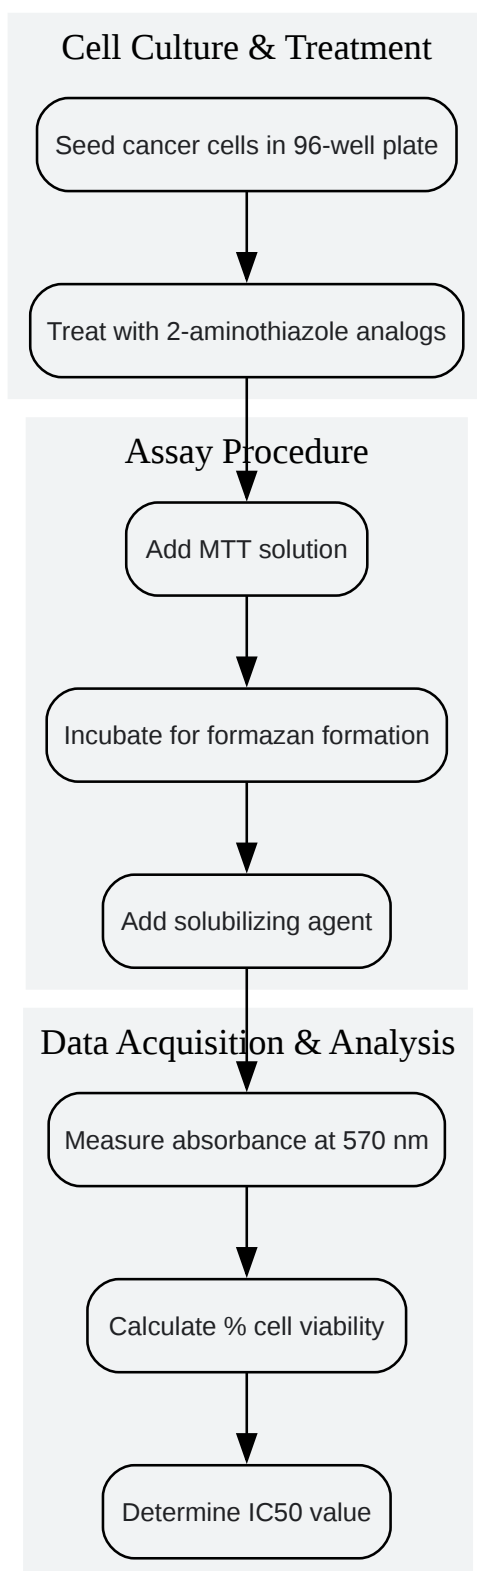 Cell Culture & Treatment
Seed cancer cells in 96-well plate
Treat with 2-aminothiazole analogs
Assay Procedure
Add MTT solution
Incubate for formazan formation
Add solubilizing agent
Data Acquisition & Analysis
Measure absorbance at 570 nm
Calculate % cell viability
Determine IC50 value